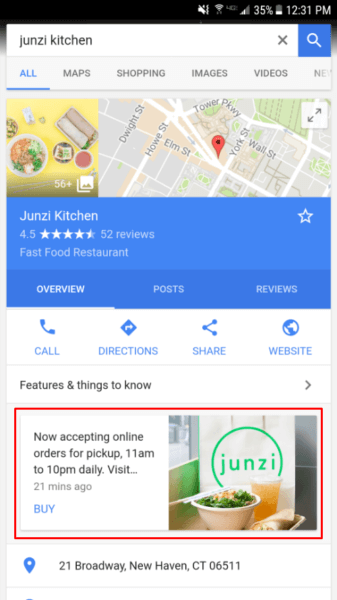 35% 12:31 PM
junzi kitchen
ALL MAPS SHOPPING IMAGES VIDEOS NEW
56+
Dwight St
Howe St
Elm St
Tower Pkwy
York St
Wall St
Junzi Kitchen
4.5 52 reviews
Fast Food Restaurant
OVERVIEW POSTS REVIEWS
CALL DIRECTIONS SHARE WEBSITE
Features & things to know
Now accepting online
orders for pickup, 11am
to 10pm daily. Visit...
21 mins ago
BUY
junzi
21 Broadway, New Haven, CT 06511